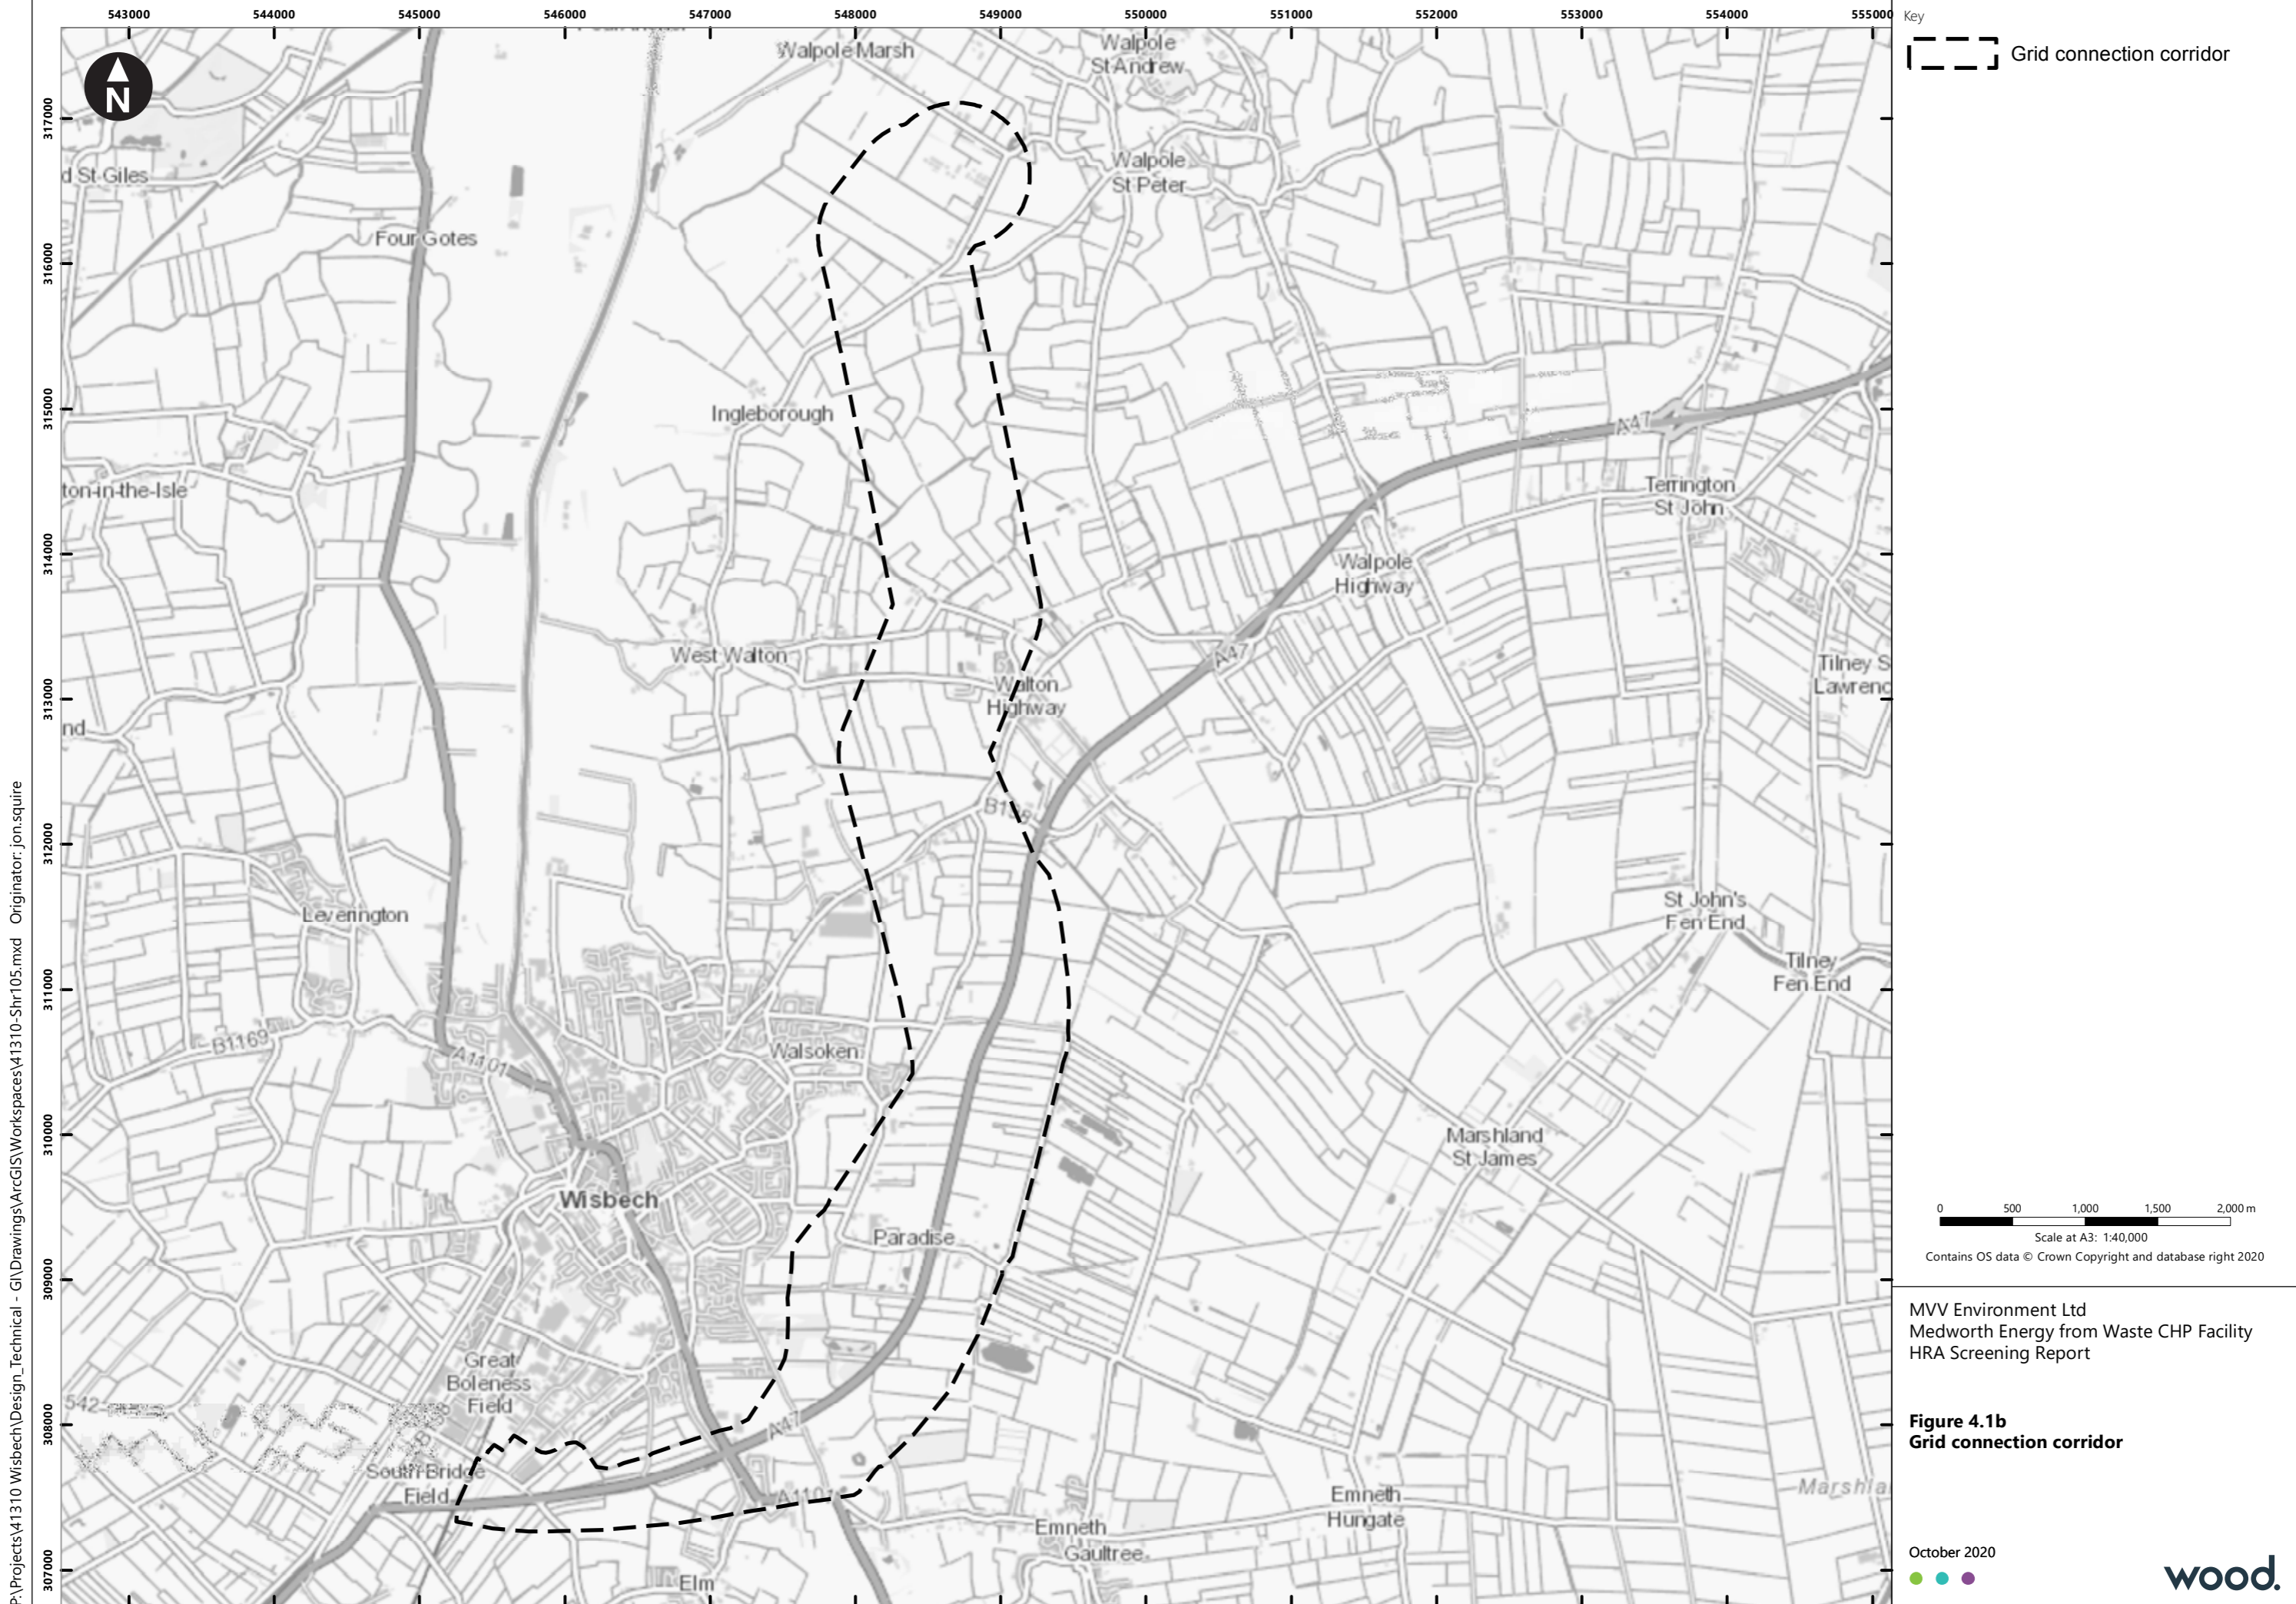 543000 544000 545000 546000 547000 548000 549000 550000 551000 552000 553000 554000 555000
317000
316000
315000
314000
313000
312000
311000
310000
309000
308000
307000
N
Walpole Marsh
Walpole
St Andrew
Walpole
St Peter
d St Giles
Four Gotes
Ingleborough
ton-in-the-Isle
A47
Terrington
St John
Walpole
Highway
West Walton
A47
Walton
Highway
Tilney S
Lawrenc
nd
Leverington
St John's
Fen End
Tilney
Fen End
B1169
A1101
Walsoken
Marshland
St James
Wisbech
Paradise
Great
Boleness
Field
542
A47
South Bridge
Field
A1101
Emneth
Hungate
Emneth
Gaultree
Marshla
Elm
Key
Grid connection corridor
0 500 1,000 1,500 2,000 m
Scale at A3: 1:40,000
Contains OS data © Crown Copyright and database right 2020
MVV Environment Ltd
Medworth Energy from Waste CHP Facility
HRA Screening Report
Figure 4.1b
Grid connection corridor
October 2020
wood.
P:\Projects\41310 Wisbech\Design_Technical - GI\Drawings\ArcGIS\Workspaces\41310-Shr105.mxd Originator: jon.squire